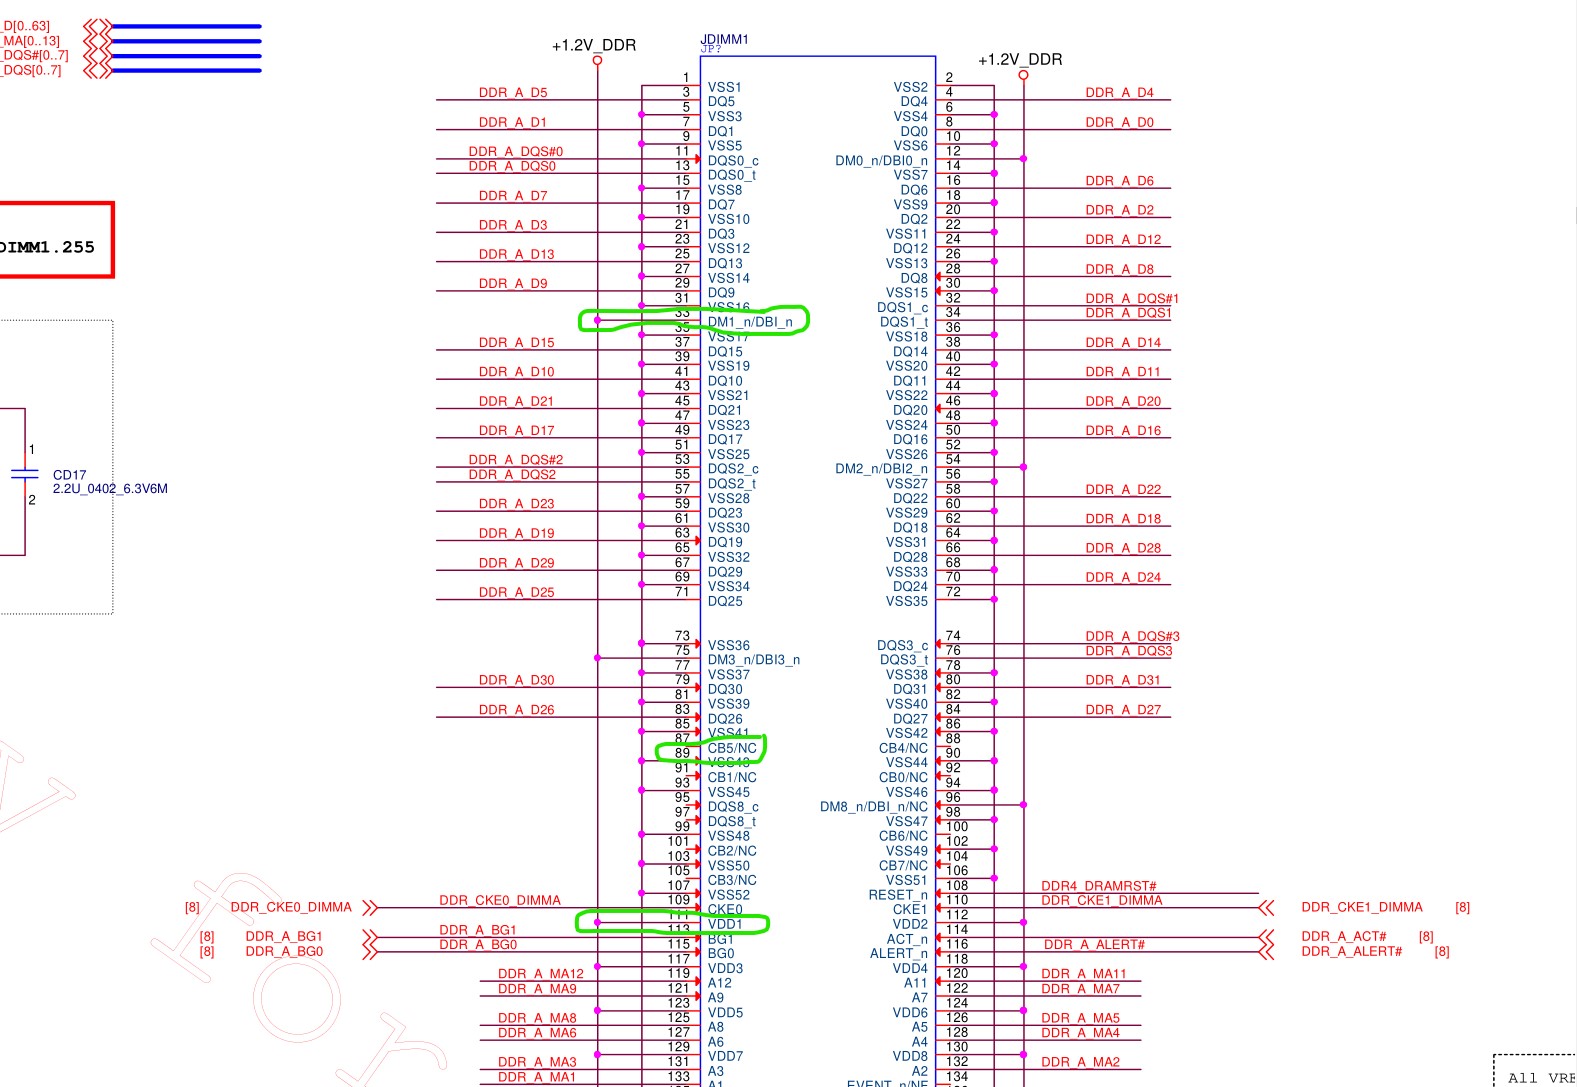 _D[0..63]
_MA[0..13]
_DQS#[0..7]
_DQS[0..7]
+1.2V_DDR
JDIMM1
JP?
+1.2V_DDR
DDR_A_D5 1 VSS1 VSS2 2 DDR_A_D4
3 DQ5 DQ4 4
5 VSS3 VSS4 6
DDR_A_D1 7 DQ1 DQ0 8 DDR_A_D0
9 VSS5 VSS6 10
DDR_A_DQS#0 11 DQS0_c DM0_n/DBI0_n 12
DDR_A_DQS0 13 DQS0_t VSS7 14
15 VSS8 DQ6 16 DDR_A_D6
DDR_A_D7 17 DQ7 VSS9 18
19 VSS10 DQ2 20 DDR_A_D2
DDR_A_D3 21 DQ3 VSS11 22
23 VSS12 DQ12 24 DDR_A_D12
DIMM1.255
DDR_A_D13 25 DQ13 VSS13 26
27 VSS14 DQ8 28 DDR_A_D8
DDR_A_D9 29 DQ9 VSS15 30
31 VSS16 DQS1_c 32 DDR_A_DQS#1
33 DM1_n/DBI_n DQS1_t 34 DDR_A_DQS1
35 VSS17 VSS18 36
DDR_A_D15 37 DQ15 DQ14 38 DDR_A_D14
39 VSS19 VSS20 40
DDR_A_D10 41 DQ10 DQ11 42 DDR_A_D11
43 VSS21 VSS22 44
DDR_A_D21 45 DQ21 DQ20 46 DDR_A_D20
47 VSS23 VSS24 48
DDR_A_D17 49 DQ17 DQ16 50 DDR_A_D16
1
51 VSS25 VSS26 52
DDR_A_DQS#2 53 DQS2_c DM2_n/DBI2_n 54
CD17
DDR_A_DQS2 55 DQS2_t VSS27 56
2.2U_0402_6.3V6M
2
57 VSS28 DQ22 58 DDR_A_D22
DDR_A_D23 59 DQ23 VSS29 60
61 VSS30 DQ18 62 DDR_A_D18
DDR_A_D19 63 DQ19 VSS31 64
65 VSS32 DQ28 66 DDR_A_D28
DDR_A_D29 67 DQ29 VSS33 68
69 VSS34 DQ24 70 DDR_A_D24
DDR_A_D25 71 DQ25 VSS35 72
73 VSS36 DQS3_c 74 DDR_A_DQS#3
75 DM3_n/DBI3_n DQS3_t 76 DDR_A_DQS3
77 VSS37 VSS38 78
DDR_A_D30 79 DQ30 DQ31 80 DDR_A_D31
81 VSS39 VSS40 82
DDR_A_D26 83 DQ26 DQ27 84 DDR_A_D27
85 VSS41 VSS42 86
87 CB5/NC CB4/NC 88
89 VSS43 VSS44 90
91 CB1/NC CB0/NC 92
93 VSS45 VSS46 94
95 DQS8_c DM8_n/DBI_n/NC 96
97 DQS8_t VSS47 98
99 VSS48 CB6/NC 100
101 CB2/NC VSS49 102
103 VSS50 CB7/NC 104
105 CB3/NC VSS51 106
107 VSS52 RESET_n 108 DDR4_DRAMRST#
[8] DDR_CKE0_DIMMA DDR_CKE0_DIMMA 109 CKE0 CKE1 110 DDR_CKE1_DIMMA DDR_CKE1_DIMMA [8]
111 VDD1 VDD2 112
[8] DDR_A_BG1 DDR_A_BG1 113 BG1 ACT_n 114 DDR_A_ACT# [8]
[8] DDR_A_BG0 DDR_A_BG0 115 BG0 ALERT_n 116 DDR_A_ALERT# DDR_A_ALERT# [8]
117 VDD3 VDD4 118
DDR_A_MA12 119 A12 A11 120 DDR_A_MA11
DDR_A_MA9 121 A9 A7 122 DDR_A_MA7
123 VDD5 VDD6 124
DDR_A_MA8 125 A8 A5 126 DDR_A_MA5
DDR_A_MA6 127 A6 A4 128 DDR_A_MA4
129 VDD7 VDD8 130
DDR_A_MA3 131 A3 A2 132 DDR_A_MA2
DDR_A_MA1 133 A1 EVENT_n/NF 134
All VRE
For